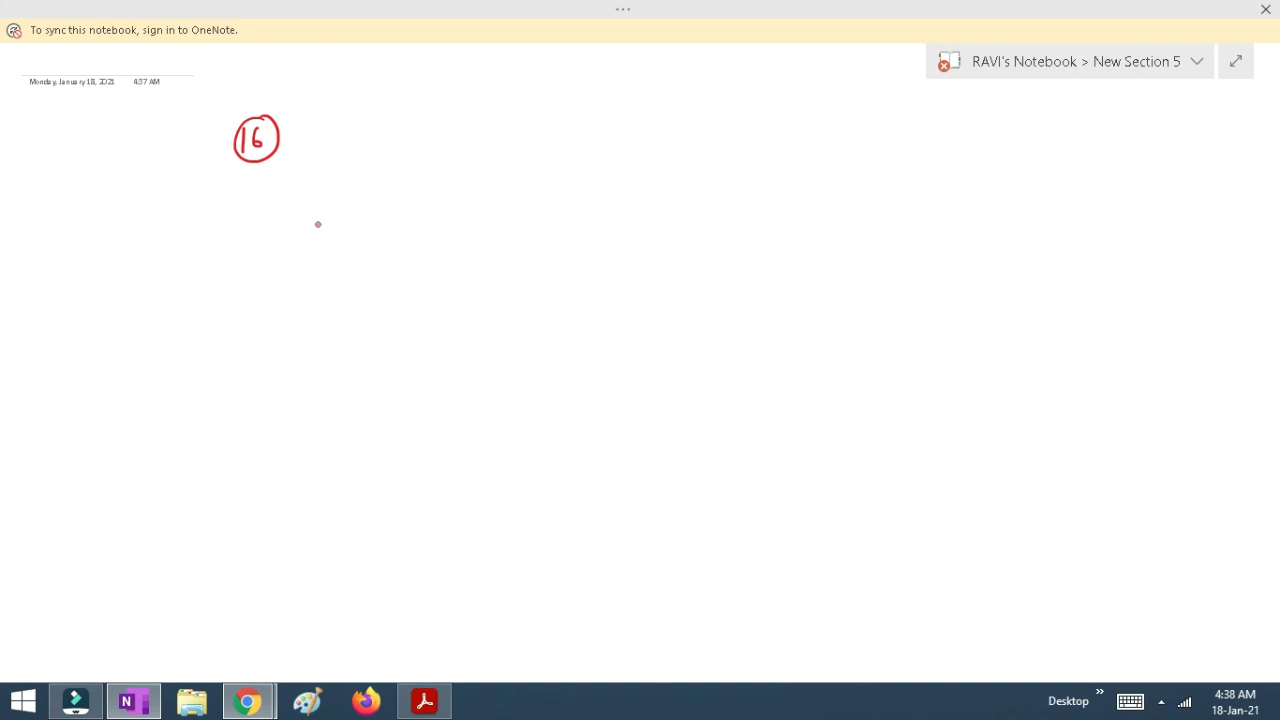 To sync this notebook, sign in to OneNote.
RAVI's Notebook > New Section 5
Monday, January 18, 2021 4:37 AM
16
Desktop
4:38 AM
18-Jan-21